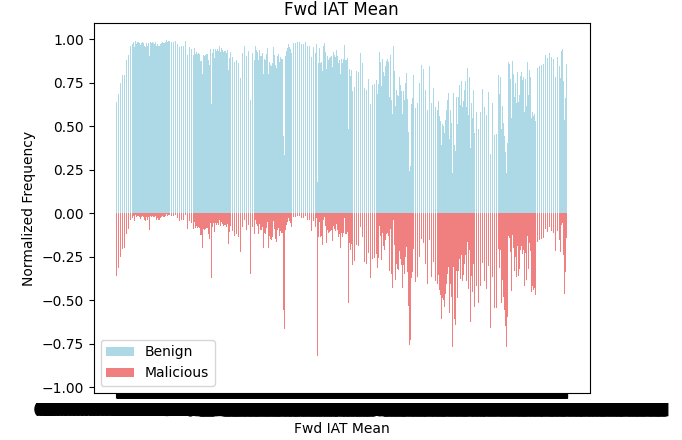 Fwd IAT Mean
1.00
0.75
0.50
0.25
0.00
−0.25
−0.50
−0.75
−1.00
Normalized Frequency
Benign
Malicious
Fwd IAT Mean